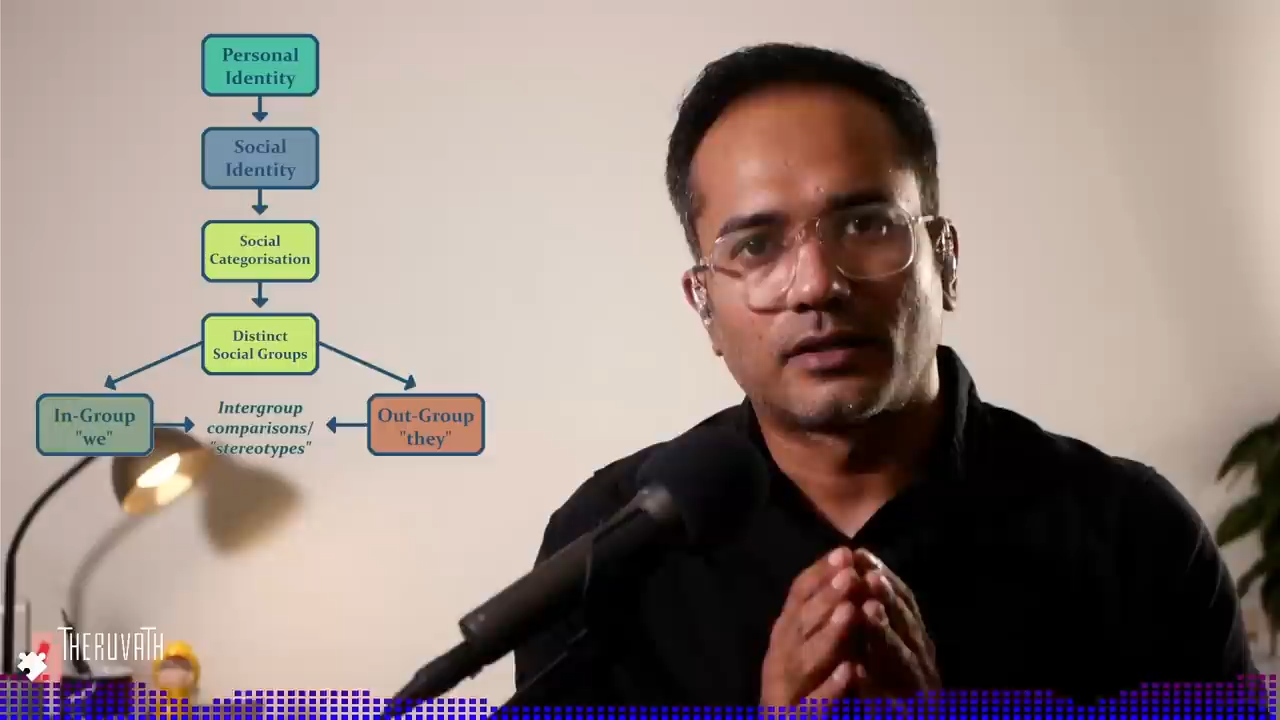 Personal
Identity
Social
Identity
Social
Categorisation
Distinct
Social Groups
In-Group
"we"
Intergroup
comparisons/
"stereotypes"
Out-Group
"they"
THERUVATH